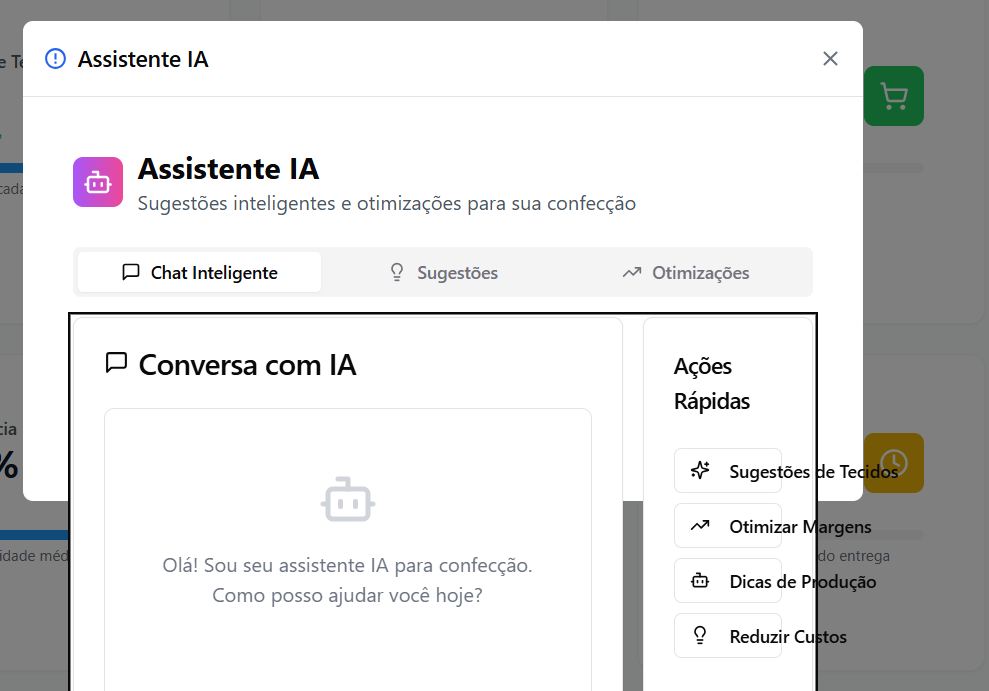 Assistente IA
Assistente IA
Sugestões inteligentes e otimizações para sua confecção
Chat Inteligente
Sugestões
Otimizações
Conversa com IA
Olá! Sou seu assistente IA para confecção.
Como posso ajudar você hoje?
Ações
Rápidas
Sugestões de Tecidos
Otimizar Margens
Dicas de Produção
Reduzir Custos
e Te
cada
cia
%
idade méd
do entrega